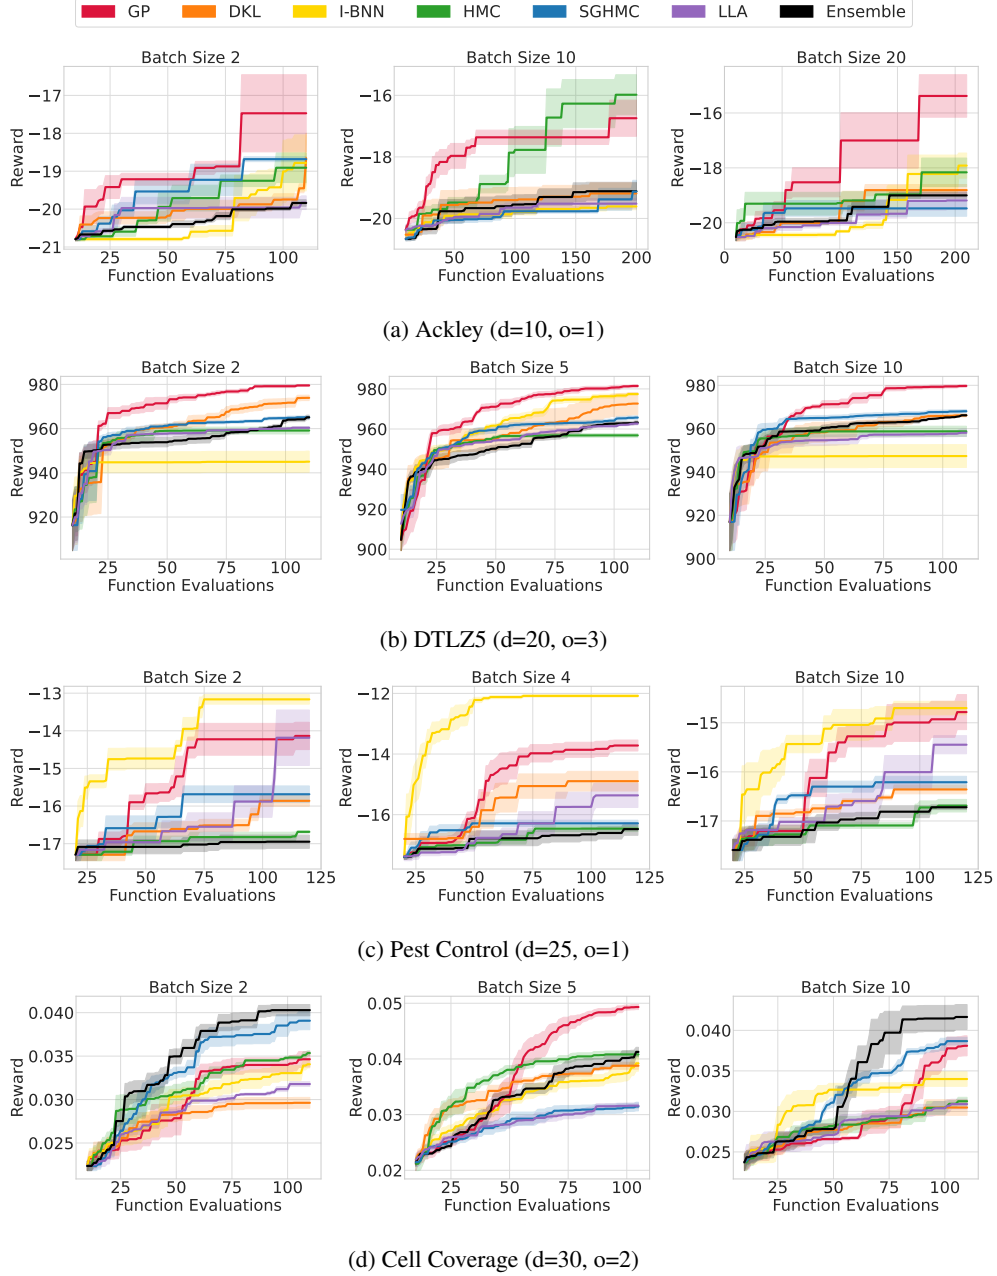 GP DKL I-BNN HMC SGHMC LLA Ensemble
Batch Size 2 Batch Size 10 Batch Size 20
Reward Reward Reward
−17 −18 −19 −20 −21
−16 −18 −20
−16 −18 −20
25 50 75 100
50 100 150 200
0 50 100 150 200
Function Evaluations Function Evaluations Function Evaluations
(a) Ackley (d=10, o=1)
Batch Size 2 Batch Size 5 Batch Size 10
Reward Reward Reward
980 960 940 920
980 960 940 920 900
980 960 940 920 900
25 50 75 100
25 50 75 100
25 50 75 100
Function Evaluations Function Evaluations Function Evaluations
(b) DTLZ5 (d=20, o=3)
Batch Size 2 Batch Size 4 Batch Size 10
Reward Reward Reward
−13 −14 −15 −16 −17
−12 −14 −16
−15 −16 −17
25 50 75 100 125
25 50 75 100 125
25 50 75 100 125
Function Evaluations Function Evaluations Function Evaluations
(c) Pest Control (d=25, o=1)
Batch Size 2 Batch Size 5 Batch Size 10
Reward Reward Reward
0.040 0.035 0.030 0.025
0.05 0.04 0.03 0.02
0.040 0.035 0.030 0.025
25 50 75 100
25 50 75 100
25 50 75 100
Function Evaluations Function Evaluations Function Evaluations
(d) Cell Coverage (d=30, o=2)